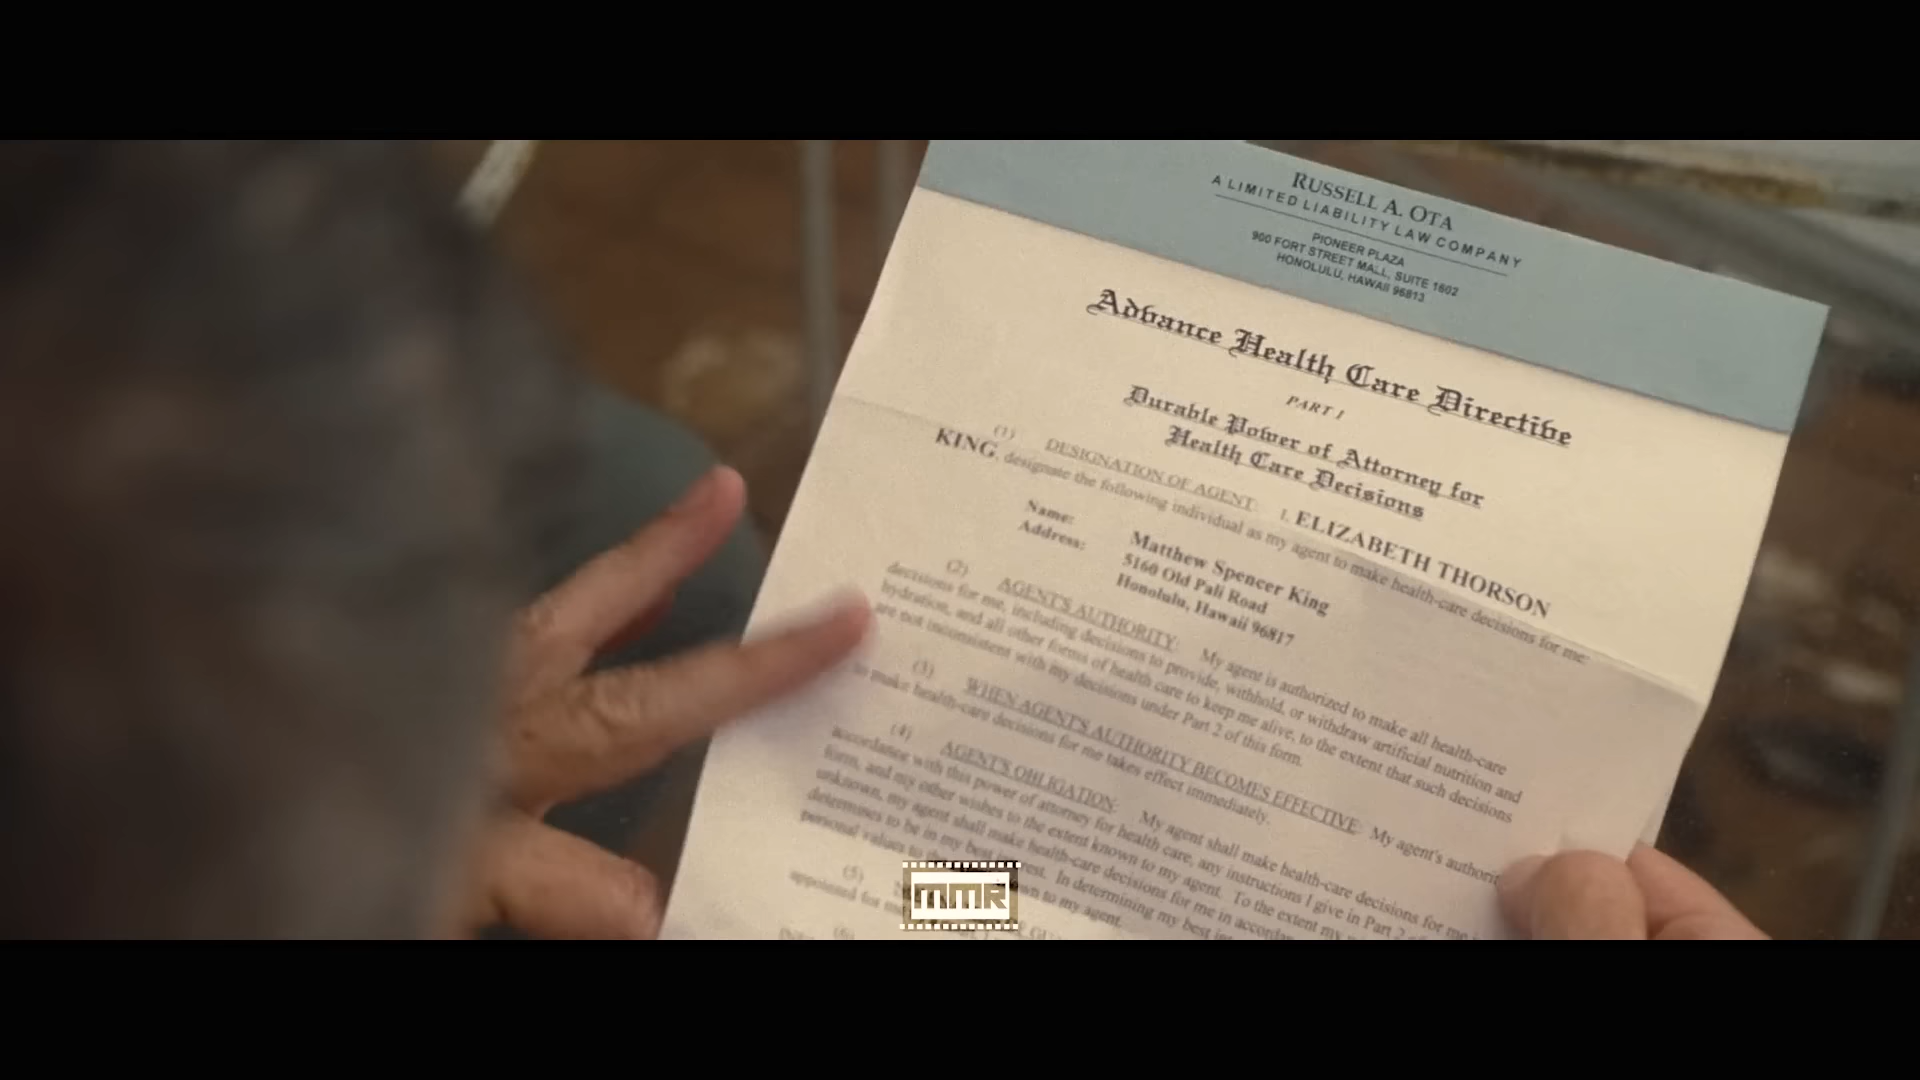 RUSSELL A. OTA
A LIMITED LIABILITY LAW COMPANY
PIONEER PLAZA
900 FORT STREET MALL, SUITE 1602
HONOLULU, HAWAII 96813
Advance Health Care Directive
PART I
Durable Power of Attorney for
Health Care Decisions
(1) DESIGNATION OF AGENT: I, ELIZABETH THORSON
KING, designate the following individual as my agent to make health-care decisions for me:
Name: Matthew Spencer King
Address: 5160 Old Pali Road
Honolulu, Hawaii 96817
(2) AGENT'S AUTHORITY: My agent is authorized to make all health-care
decisions for me, including decisions to provide, withhold, or withdraw artificial nutrition and
hydration, and all other forms of health care to keep me alive, to the extent that such decisions
are not inconsistent with my decisions under Part 2 of this form.
(3) WHEN AGENT'S AUTHORITY BECOMES EFFECTIVE: My agent's authorit
to make health-care decisions for me takes effect immediately.
(4) AGENT'S OBLIGATION: My agent shall make health-care decisions for me i
accordance with this power of attorney for health care, any instructions I give in Part 2 of
form, and my other wishes to the extent known to my agent. To the extent my
unknown, my agent shall make health-care decisions for me in accorda
determines to be in my best interest. In determining my best int
personal values to the own to my agent.
(5)
appointed for m
(6)
MMR